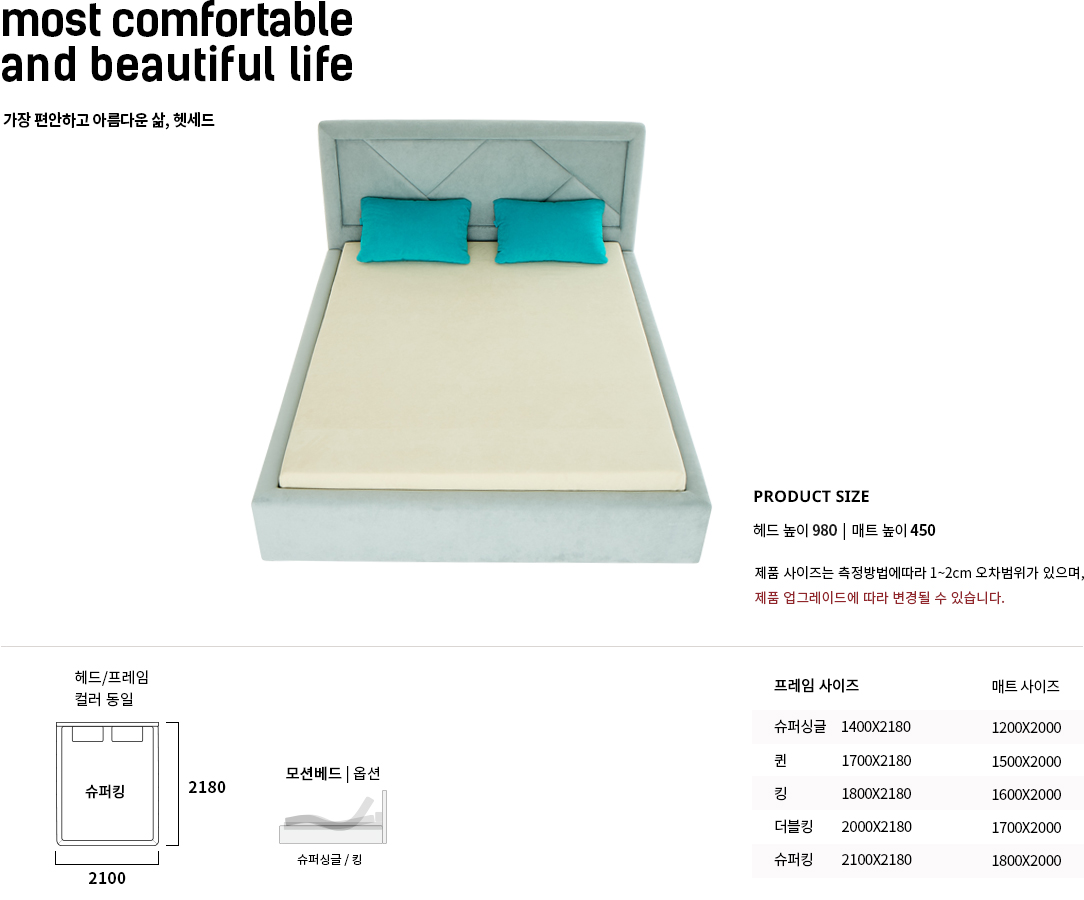 most comfortable
and beautiful life
가장 편안하고 아름다운 삶, 헷세드
PRODUCT SIZE
헤드 높이 980 | 매트 높이 450
제품 사이즈는 측정방법에따라 1~2cm 오차범위가 있으며,
제품 업그레이드에 따라 변경될 수 있습니다.
헤드/프레임
컬러 동일
슈퍼킹
2180
2100
모션베드 | 옵션
슈퍼싱글 / 킹
프레임 사이즈 매트 사이즈
슈퍼싱글 1400X2180 1200X2000
퀸 1700X2180 1500X2000
킹 1800X2180 1600X2000
더블킹 2000X2180 1700X2000
슈퍼킹 2100X2180 1800X2000